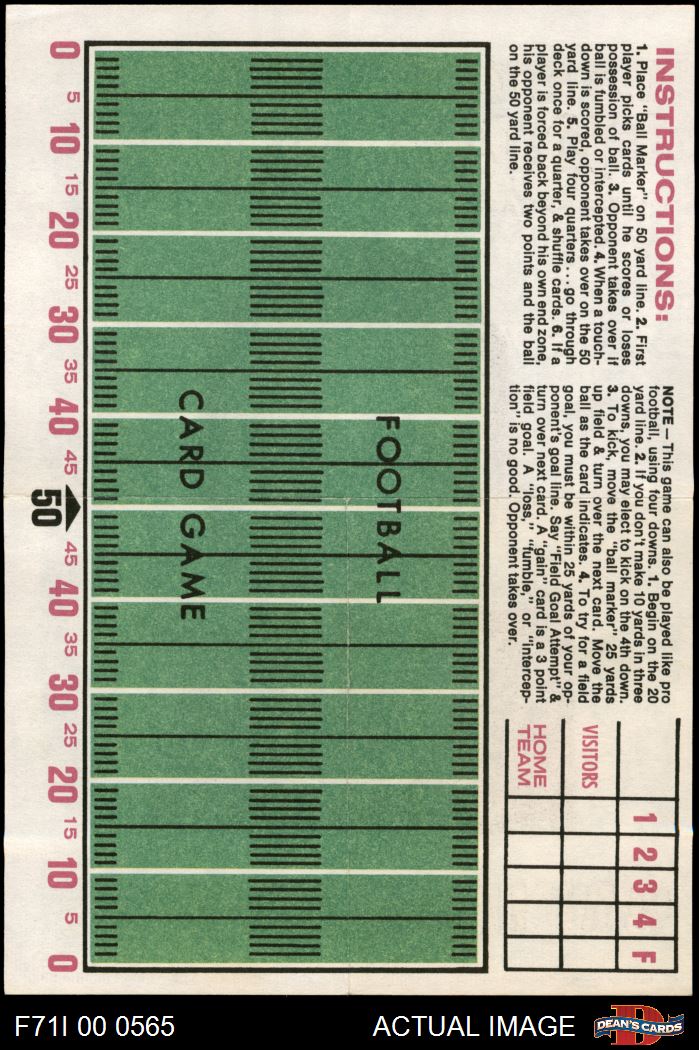 INSTRUCTIONS:
1. Place "Ball Marker" on 50 yard line. 2. First
player picks cards until he scores or loses
possession of ball. 3. Opponent takes over if
ball is fumbled or intercepted. 4. When a touch-
down is scored, opponent takes over on the 50
yard line. 5. Play four quarters... go through
deck once for a quarter, & shuffle cards. 6. If a
player is forced back beyond his own end zone,
his opponent receives two points and the ball
on the 50 yard line.
NOTE—This game can also be played like pro
football, using four downs. 1. Begin on the 20
yard line. 2. If you don't make 10 yards in three
downs, you may elect to kick on the 4th down.
3. To kick, move the "ball marker" 25 yards
up field & turn over the next card. Move the
ball as the card indicates. 4. To try for a field
goal, you must be within 25 yards of your op-
ponent's goal line. Say "Field Goal Attempt" &
turn over next card. A "gain" card is a 3 point
field goal. A "loss," "fumble," or "intercep-
tion" is no good. Opponent takes over.
1 2 3 4 F
VISITORS
HOME
TEAM
FOOTBALL
CARD GAME
0 5 10 15 20 25 30 35 40 45 50 45 40 35 30 25 20 15 10 5 0
F71I 00 0565
ACTUAL IMAGE
D
DEAN'S CARDS